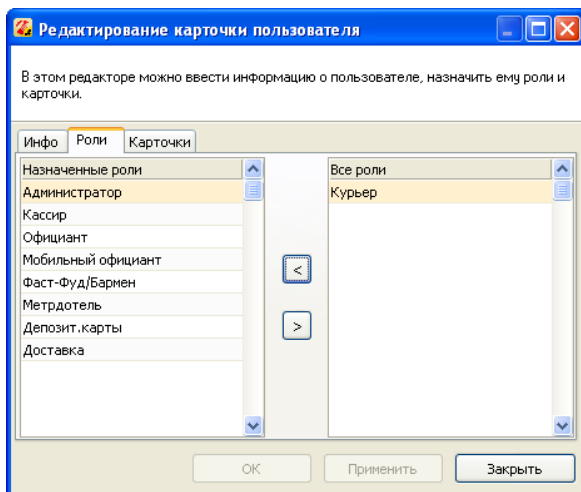 Редактирование карточки пользователя
В этом редакторе можно ввести информацию о пользователе, назначить ему роли и
карточки.
Инфо Роли Карточки
Назначенные роли Все роли
Администратор Курьер
Кассир
Официант
Мобильный официант
Фаст-Фуд/Бармен
<
Метрдотель
Депозит.карты >
Доставка
ОК Применить Закрыть